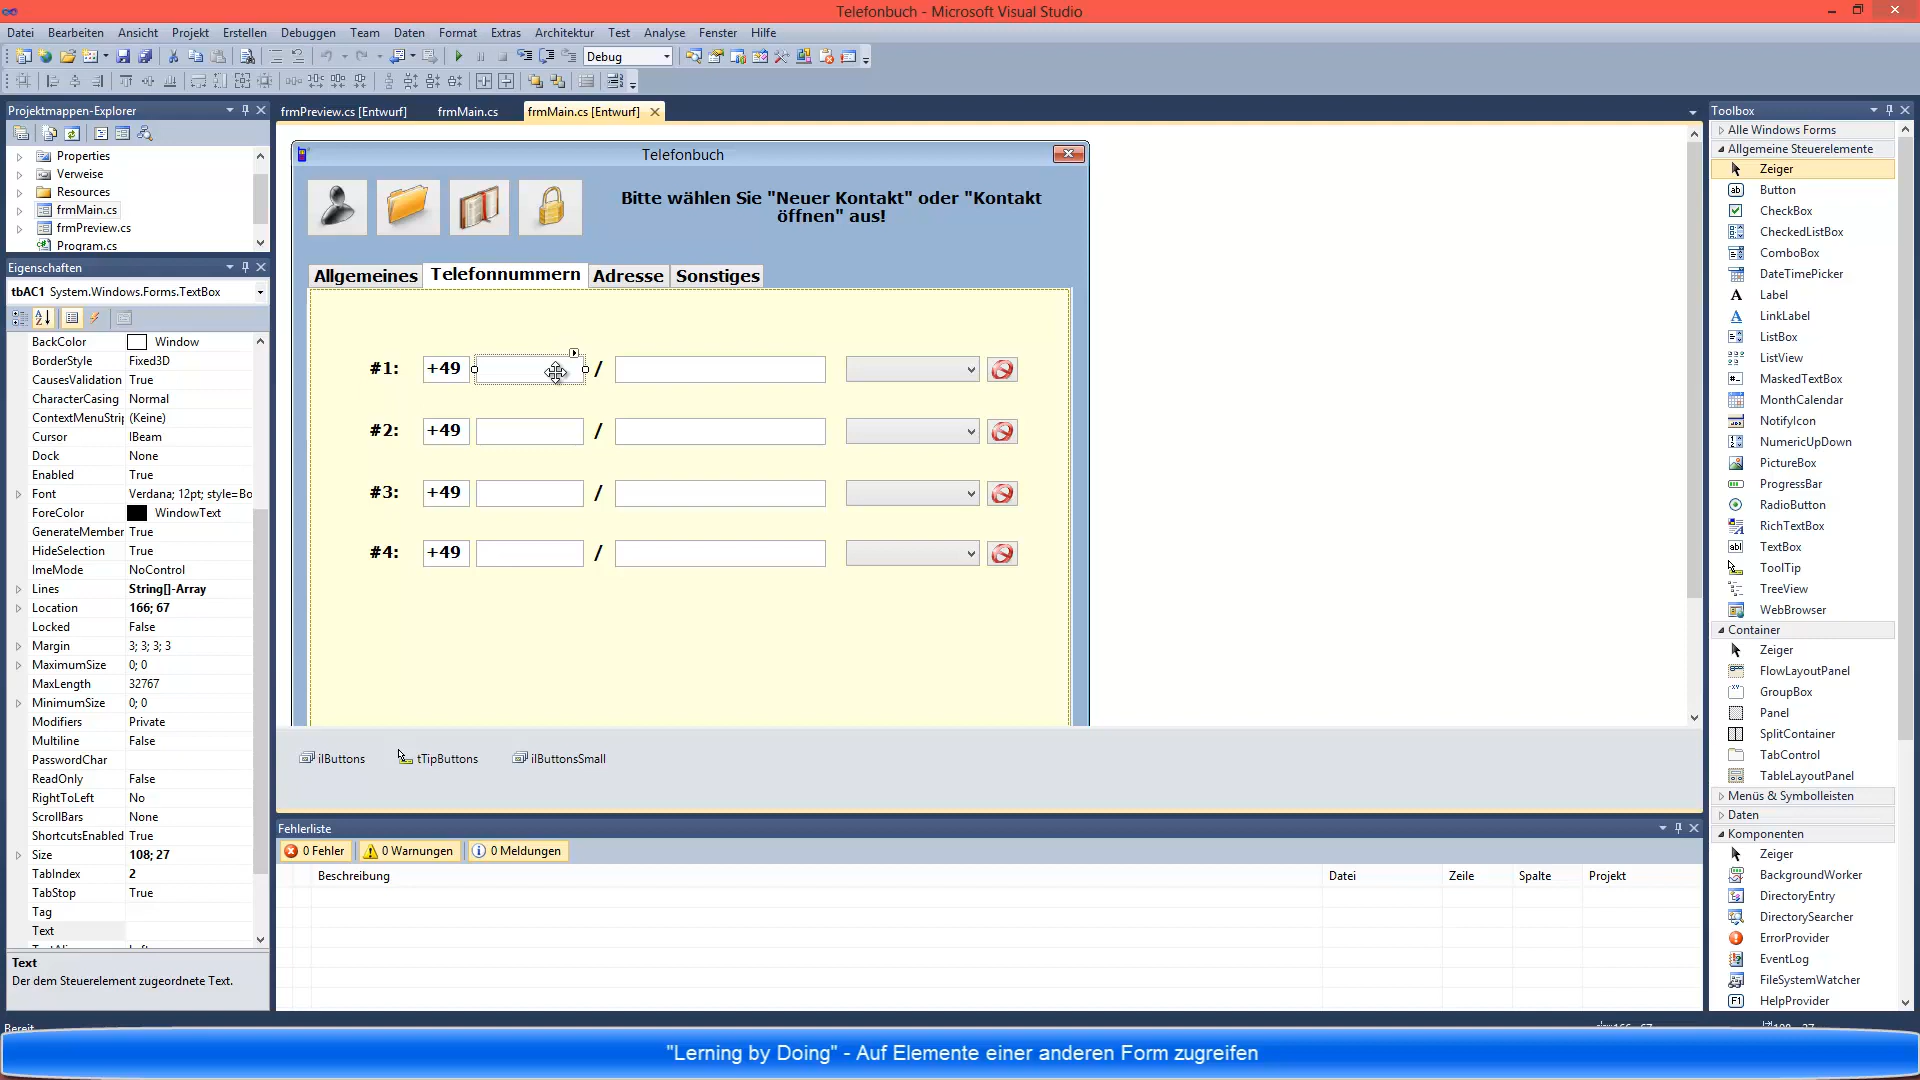 Telefonbuch - Microsoft Visual Studio
Datei Bearbeiten Ansicht Projekt Erstellen Debuggen Team Daten Format Extras Architektur Test Analyse Fenster Hilfe
Debug
Projektmappen-Explorer
Properties
Verweise
Resources
frmMain.cs
frmPreview.cs
Program.cs
Eigenschaften
tbAC1 System.Windows.Forms.TextBox
BackColor Window
BorderStyle Fixed3D
CausesValidation True
CharacterCasing Normal
ContextMenuStrip (Keine)
Cursor IBeam
Dock None
Enabled True
Font Verdana; 12pt; style=Bo
ForeColor WindowText
GenerateMember True
HideSelection True
ImeMode NoControl
Lines String[]-Array
Location 166; 67
Locked False
Margin 3; 3; 3; 3
MaximumSize 0; 0
MaxLength 32767
MinimumSize 0; 0
Modifiers Private
Multiline False
PasswordChar
ReadOnly False
RightToLeft No
ScrollBars None
ShortcutsEnabled True
Size 108; 27
TabIndex 2
TabStop True
Tag
Text
Text
Der dem Steuerelement zugeordnete Text.
frmPreview.cs [Entwurf] frmMain.cs frmMain.cs [Entwurf]
Telefonbuch
Bitte wählen Sie "Neuer Kontakt" oder "Kontakt
öffnen" aus!
Allgemeines Telefonnummern Adresse Sonstiges
#1: +49 /
#2: +49 /
#3: +49 /
#4: +49 /
ilButtons tTipButtons ilButtonsSmall
Fehlerliste
0 Fehler 0 Warnungen 0 Meldungen
Beschreibung Datei Zeile Spalte Projekt
Toolbox
Alle Windows Forms
Allgemeine Steuerelemente
Zeiger
Button
CheckBox
CheckedListBox
ComboBox
DateTimePicker
Label
LinkLabel
ListBox
ListView
MaskedTextBox
MonthCalendar
NotifyIcon
NumericUpDown
PictureBox
ProgressBar
RadioButton
RichTextBox
TextBox
ToolTip
TreeView
WebBrowser
Container
Zeiger
FlowLayoutPanel
GroupBox
Panel
SplitContainer
TabControl
TableLayoutPanel
Menüs & Symbolleisten
Daten
Komponenten
Zeiger
BackgroundWorker
DirectoryEntry
DirectorySearcher
ErrorProvider
EventLog
FileSystemWatcher
HelpProvider
"Lerning by Doing" - Auf Elemente einer anderen Form zugreifen